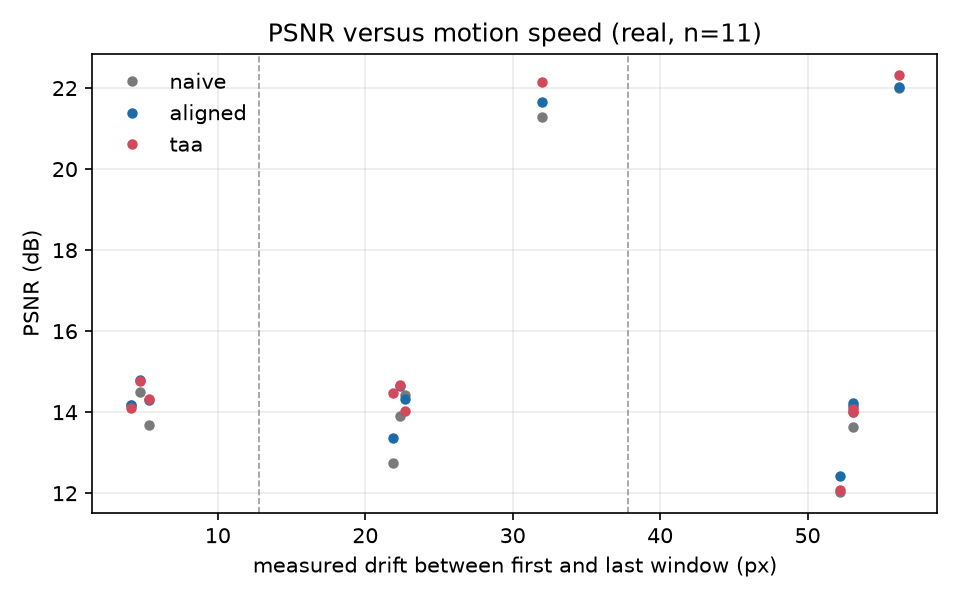 PSNR versus motion speed (real, n=11)
naive
aligned
taa
PSNR (dB)
22
20
18
16
14
12
10
20
30
40
50
measured drift between first and last window (px)